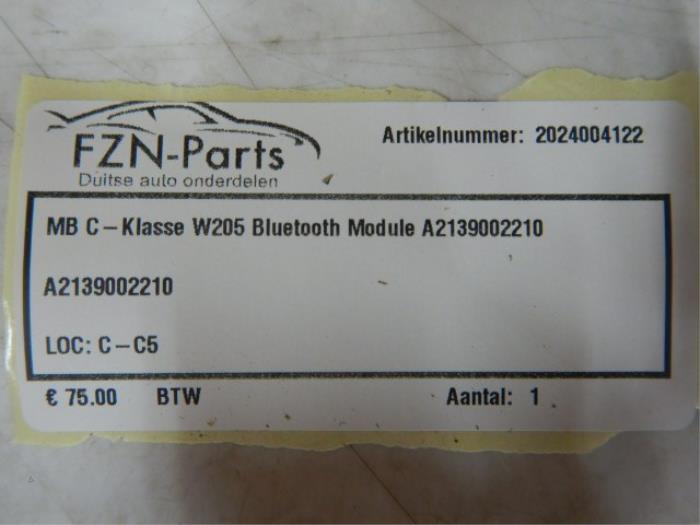 FZN-Parts
Duitse auto onderdelen
Artikelnummer: 2024004122
MB C-Klasse W205 Bluetooth Module A2139002210
A2139002210
LOC: C-C5
€ 75.00 BTW Aantal: 1